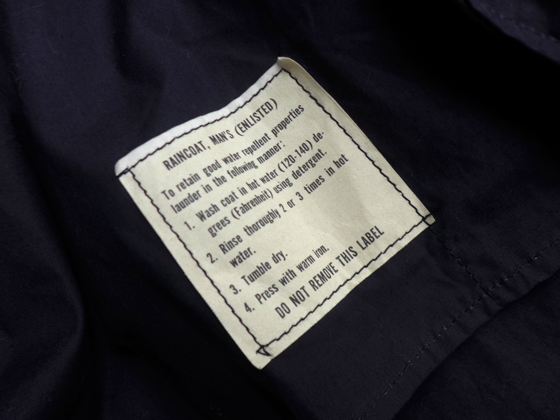 RAINCOAT, MAN'S (ENLISTED)
To retain good water repellent properties
launder in the following manner:
1. Wash coat in hot water (120-140) de-
grees (Fahrenheit) using detergent.
2. Rinse thoroughly 2 or 3 times in hot
water.
3. Tumble dry.
4. Press with warm iron.
DO NOT REMOVE THIS LABEL